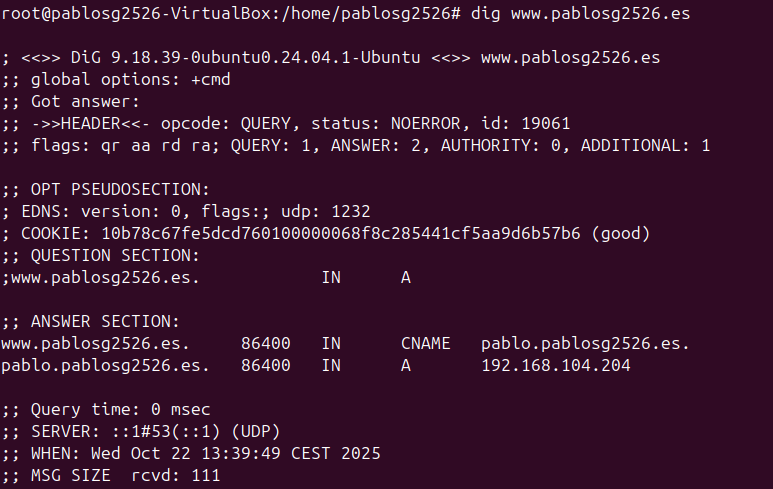 root@pablosg2526-VirtualBox:/home/pablosg2526# dig www.pablosg2526.es

; <<>> DiG 9.18.39-0ubuntu0.24.04.1-Ubuntu <<>> www.pablosg2526.es
;; global options: +cmd
;; Got answer:
;; ->>HEADER<<- opcode: QUERY, status: NOERROR, id: 19061
;; flags: qr aa rd ra; QUERY: 1, ANSWER: 2, AUTHORITY: 0, ADDITIONAL: 1

;; OPT PSEUDOSECTION:
; EDNS: version: 0, flags:; udp: 1232
; COOKIE: 10b78c67fe5dcd760100000068f8c285441cf5aa9d6b57b6 (good)
;; QUESTION SECTION:
;www.pablosg2526.es.		IN	A

;; ANSWER SECTION:
www.pablosg2526.es.	86400	IN	CNAME	pablo.pablosg2526.es.
pablo.pablosg2526.es.	86400	IN	A	192.168.104.204

;; Query time: 0 msec
;; SERVER: ::1#53(::1) (UDP)
;; WHEN: Wed Oct 22 13:39:49 CEST 2025
;; MSG SIZE  rcvd: 111